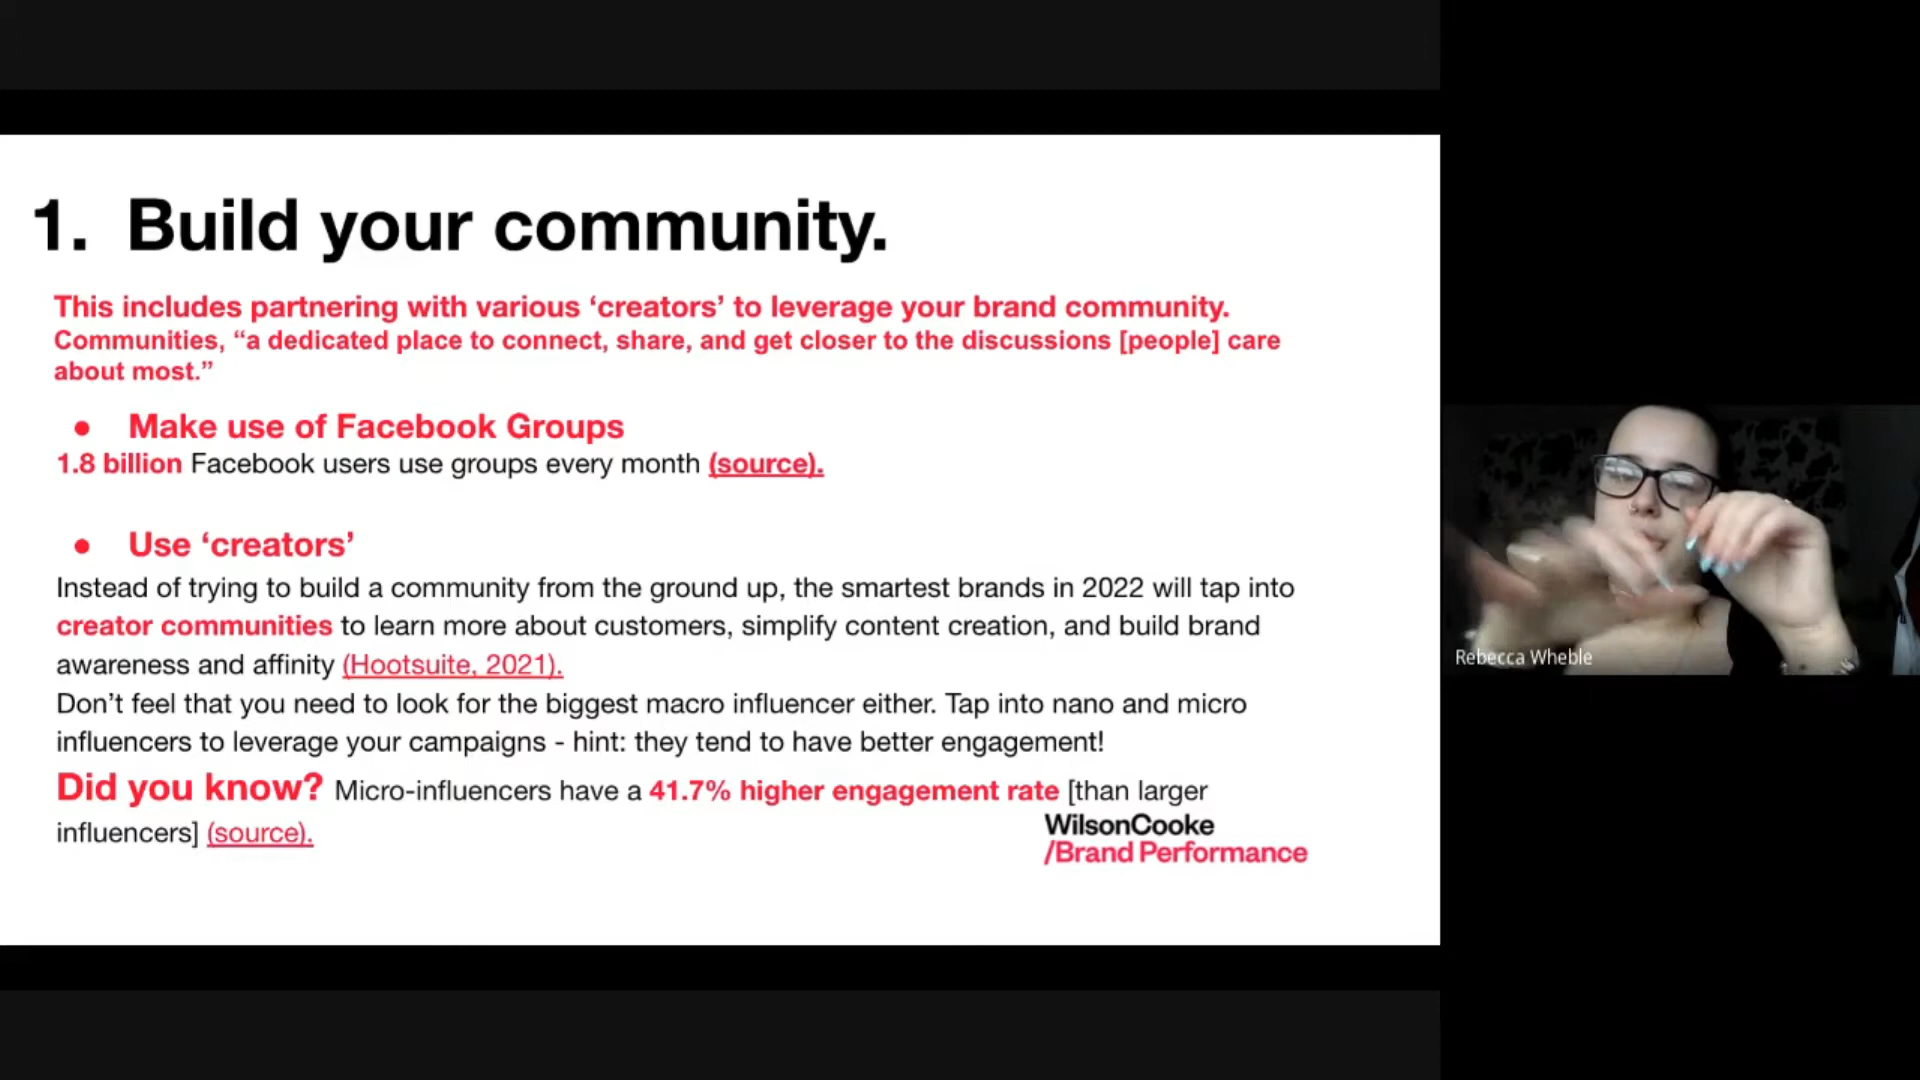 1. Build your community.
This includes partnering with various ‘creators’ to leverage your brand community.
Communities, “a dedicated place to connect, share, and get closer to the discussions [people] care
about most.”
● Make use of Facebook Groups
1.8 billion Facebook users use groups every month (source).
● Use ‘creators’
Instead of trying to build a community from the ground up, the smartest brands in 2022 will tap into
creator communities to learn more about customers, simplify content creation, and build brand
awareness and affinity (Hootsuite, 2021).
Don’t feel that you need to look for the biggest macro influencer either. Tap into nano and micro
influencers to leverage your campaigns - hint: they tend to have better engagement!
Did you know? Micro-influencers have a 41.7% higher engagement rate [than larger
influencers] (source).
WilsonCooke
/Brand Performance
Rebecca Wheble